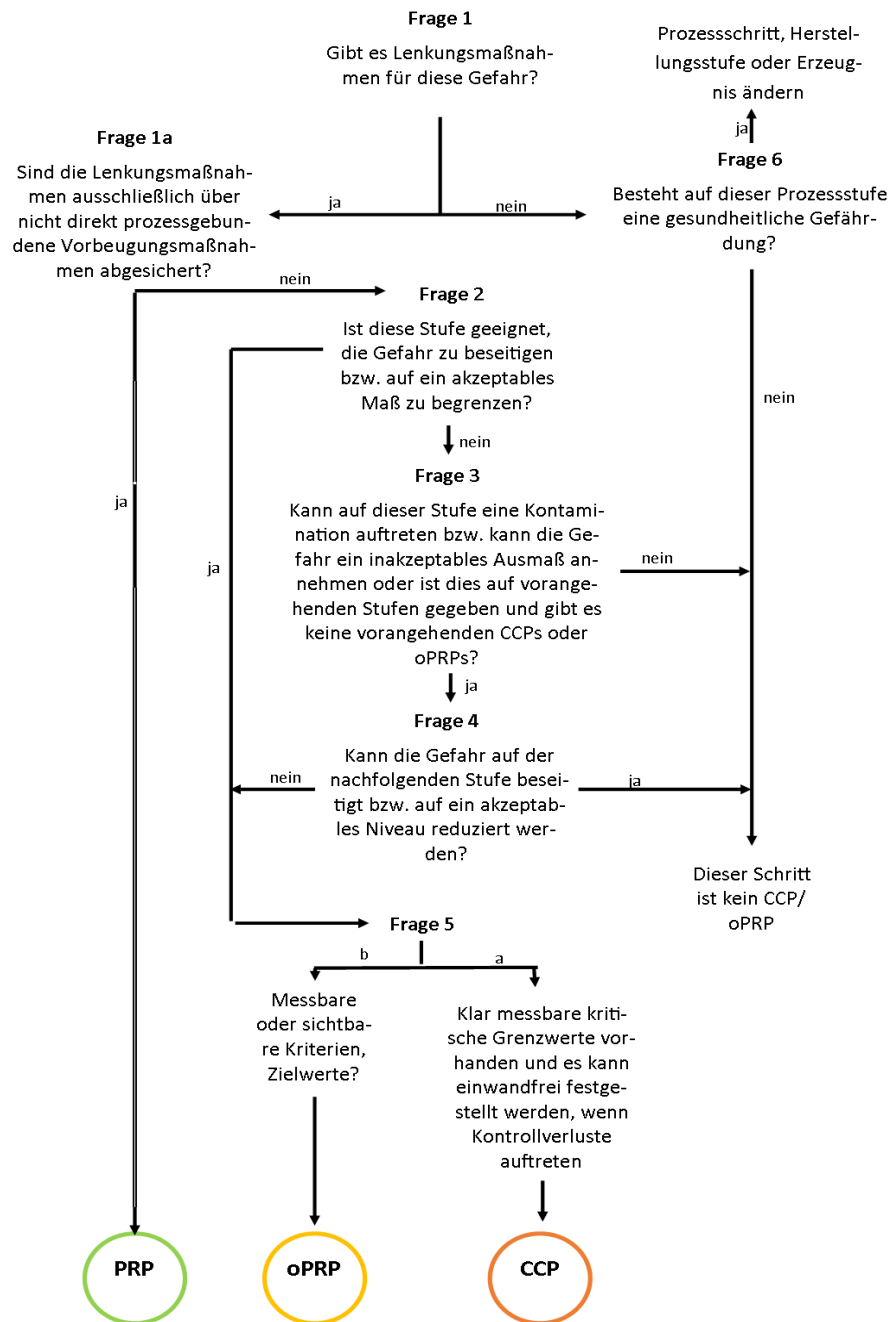 Frage 1
Gibt es Lenkungsmaßnah-
men für diese Gefahr?
Prozessschritt, Herstel-
lungsstufe oder Erzeug-
nis ändern
ja
Frage 1a
Sind die Lenkungsmaßnah-
men ausschließlich über
nicht direkt prozessgebun-
dene Vorbeugungsmaßnah-
men abgesichert?
ja
nein
Frage 6
Besteht auf dieser Prozessstufe
eine gesundheitliche Gefähr-
dung?
nein
Frage 2
Ist diese Stufe geeignet,
die Gefahr zu beseitigen
bzw. auf ein akzeptables
Maß zu begrenzen?
nein
nein
Frage 3
Kann auf dieser Stufe eine Kontami-
nation auftreten bzw. kann die Ge-
fahr ein inakzeptables Ausmaß an-
nehmen oder ist dies auf vorange-
henden Stufen gegeben und gibt es
keine vorangehenden CCPs oder
oPRPs?
ja
ja
nein
ja
Frage 4
Kann die Gefahr auf der
nachfolgenden Stufe besei-
tigt bzw. auf ein akzeptab-
les Niveau reduziert wer-
den?
nein
ja
Dieser Schritt
ist kein CCP/
oPRP
Frage 5
b
a
Messbare
oder sichtba-
re Kriterien,
Zielwerte?
Klar messbare kriti-
sche Grenzwerte vor-
handen und es kann
einwandfrei festge-
stellt werden, wenn
Kontrollverluste
auftreten
PRP
oPRP
CCP